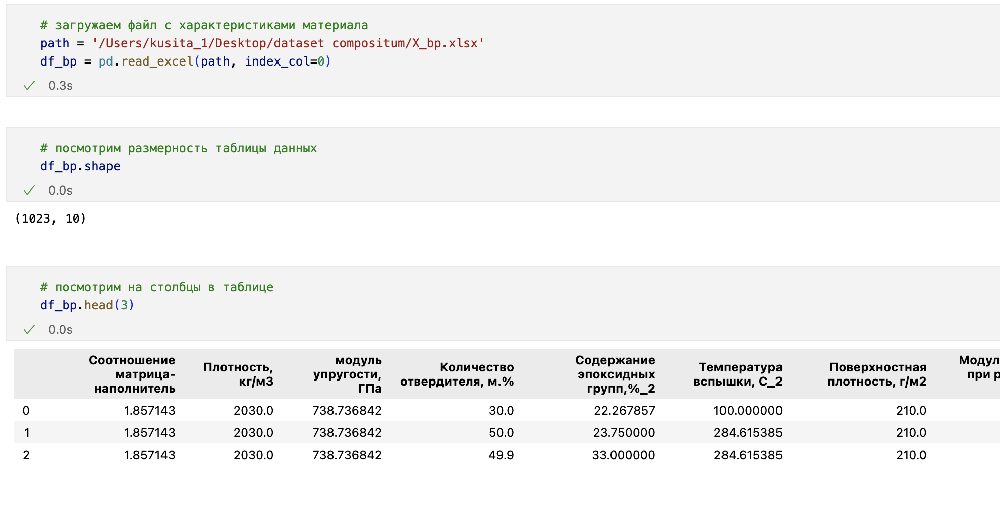 # загружаем файл с характеристиками материала
path = '/Users/kusita_1/Desktop/dataset compositum/X_bp.xlsx'
df_bp = pd.read_excel(path, index_col=0)
0.3s
# посмотрим размерность таблицы данных
df_bp.shape
0.0s
(1023, 10)
# посмотрим на столбцы в таблице
df_bp.head(3)
0.0s
Соотношение матрица-наполнитель Плотность, кг/м3 модуль упругости, ГПа Количество отвердителя, м.% Содержание эпоксидных групп,%_2 Температура вспышки, С_2 Поверхностная плотность, г/м2 Модул при р
0 1.857143 2030.0 738.736842 30.0 22.267857 100.000000 210.0
1 1.857143 2030.0 738.736842 50.0 23.750000 284.615385 210.0
2 1.857143 2030.0 738.736842 49.9 33.000000 284.615385 210.0